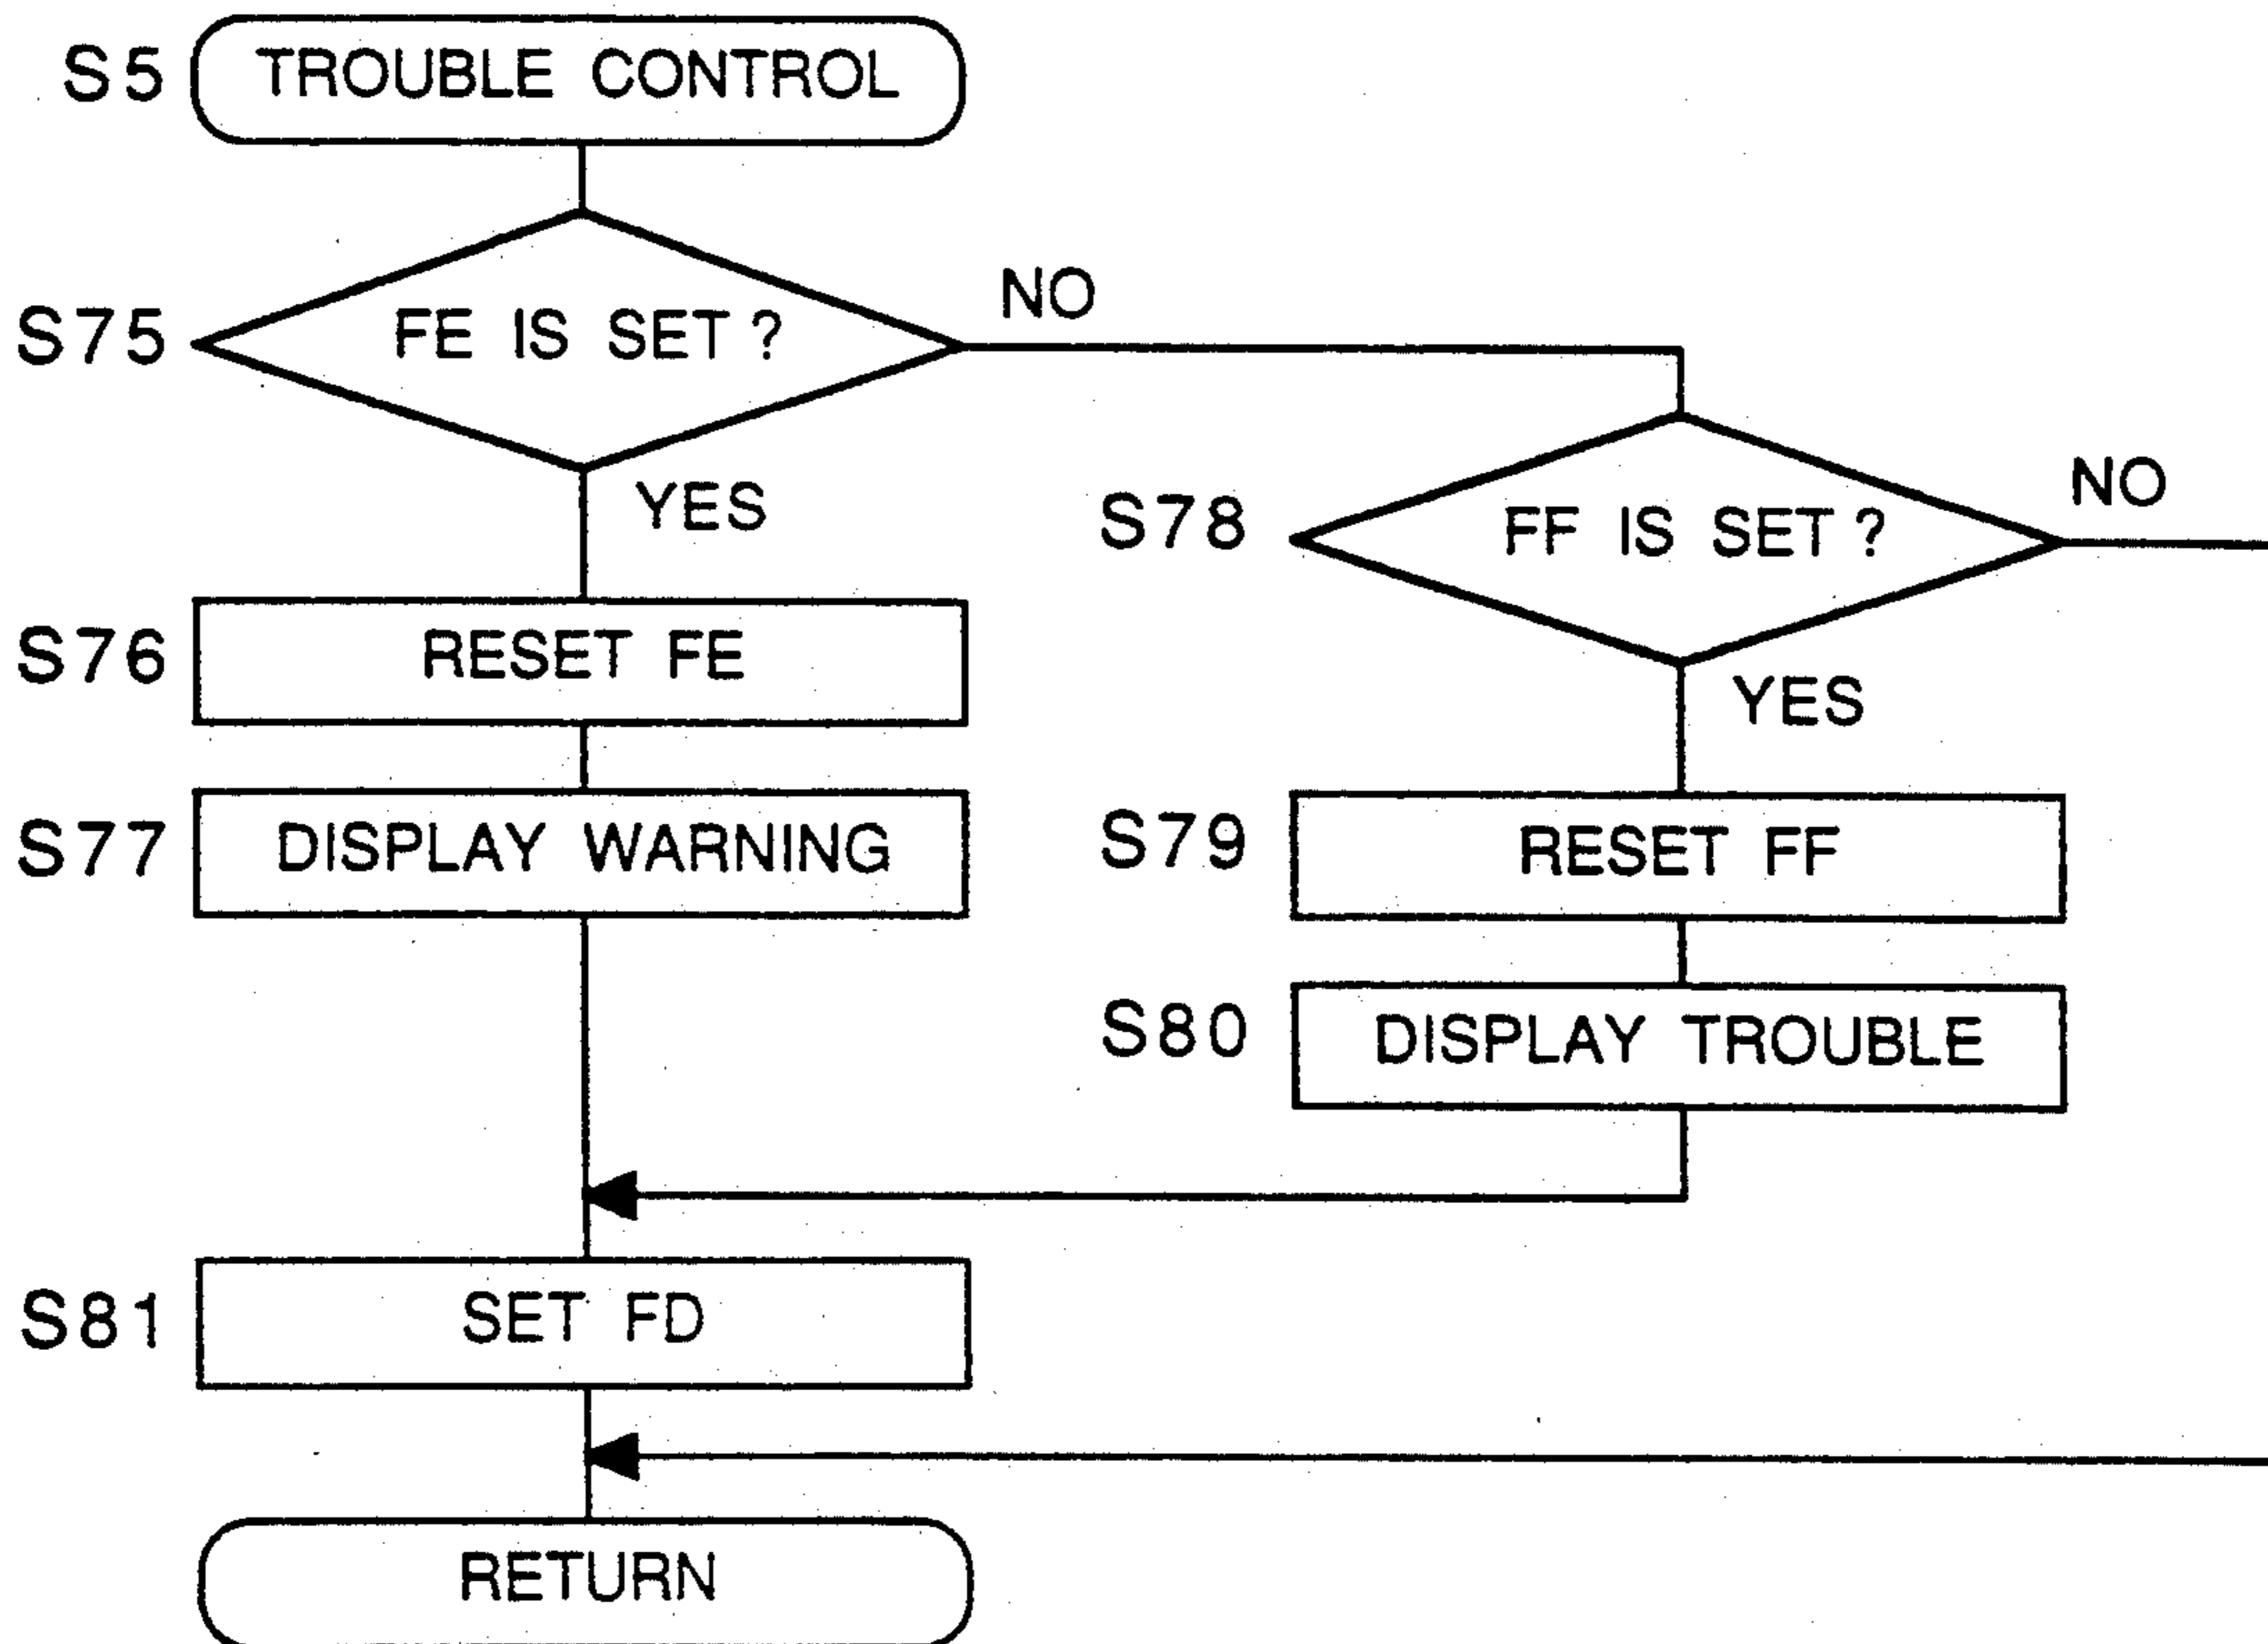 S5 TROUBLE CONTROL
S75 FE IS SET ?
NO
YES
S76 RESET FE
S77 DISPLAY WARNING
S78 FF IS SET ?
NO
YES
S79 RESET FF
S80 DISPLAY TROUBLE
S81 SET FD
RETURN